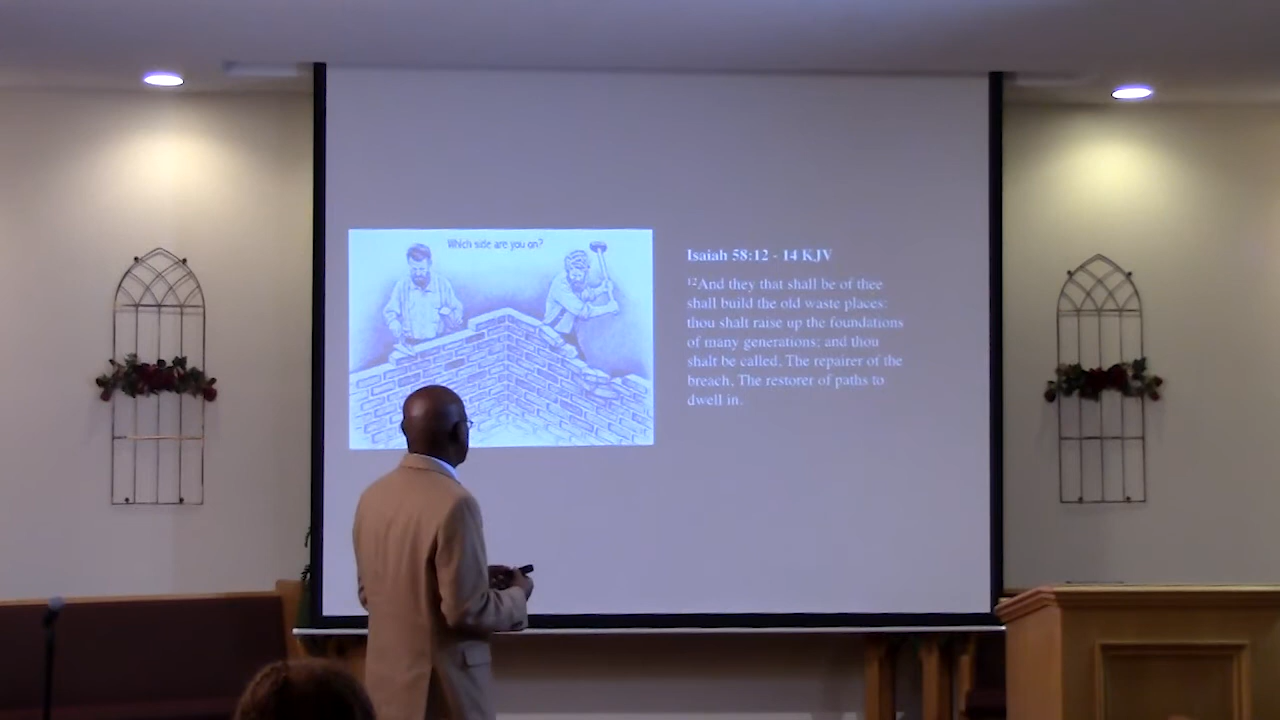 Which side are you on?
Isaiah 58:12 - 14 KJV
12And they that shall be of thee
shall build the old waste places:
thou shalt raise up the foundations
of many generations; and thou
shalt be called, The repairer of the
breach, The restorer of paths to
dwell in.